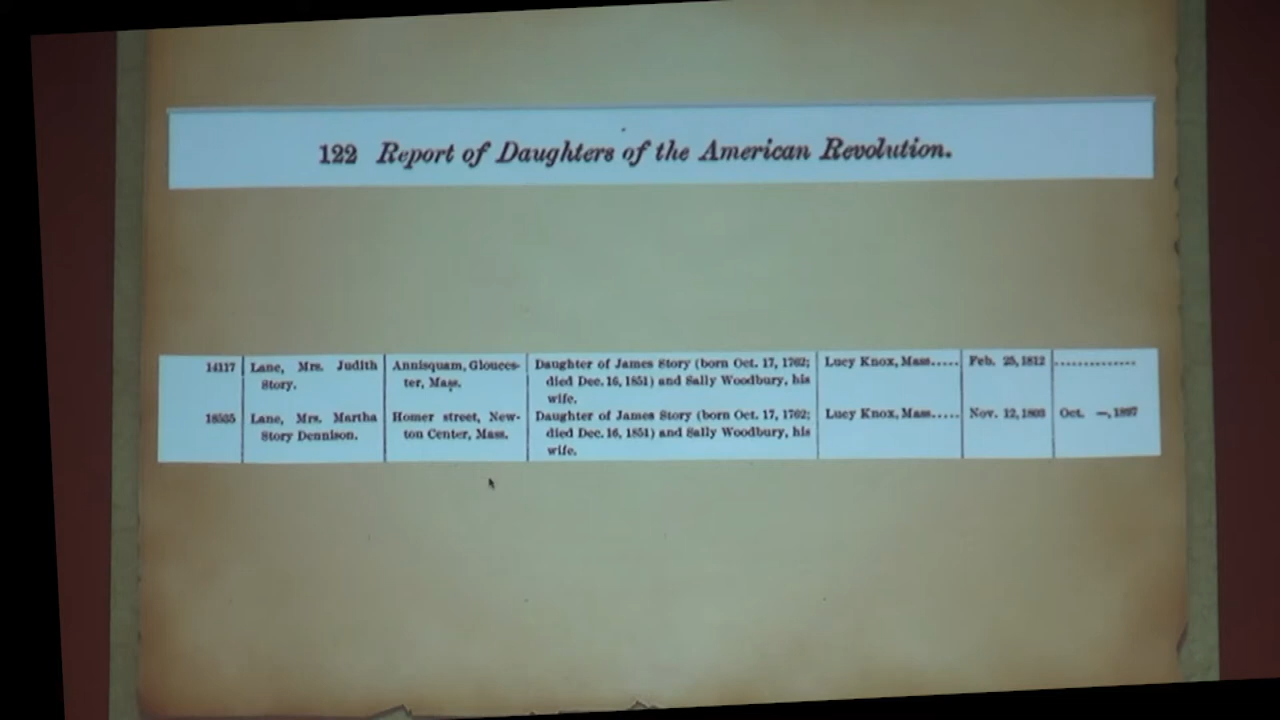 122 Report of Daughters of the American Revolution.
14117 Lane, Mrs. Judith Annisquam, Glouces- Daughter of James Story (born Oct. 17, 1762; Lucy Knox, Mass..... Feb. 25, 1812 ..............
Story. ter, Mass. died Dec. 16, 1851) and Sally Woodbury, his
wife.
18535 Lane, Mrs. Martha Homer street, New- Daughter of James Story (born Oct. 17, 1762; Lucy Knox, Mass..... Nov. 12, Oct. —, 1897
Story Dennison. ton Center, Mass. died Dec. 16, 1851) and Sally Woodbury, his
wife.